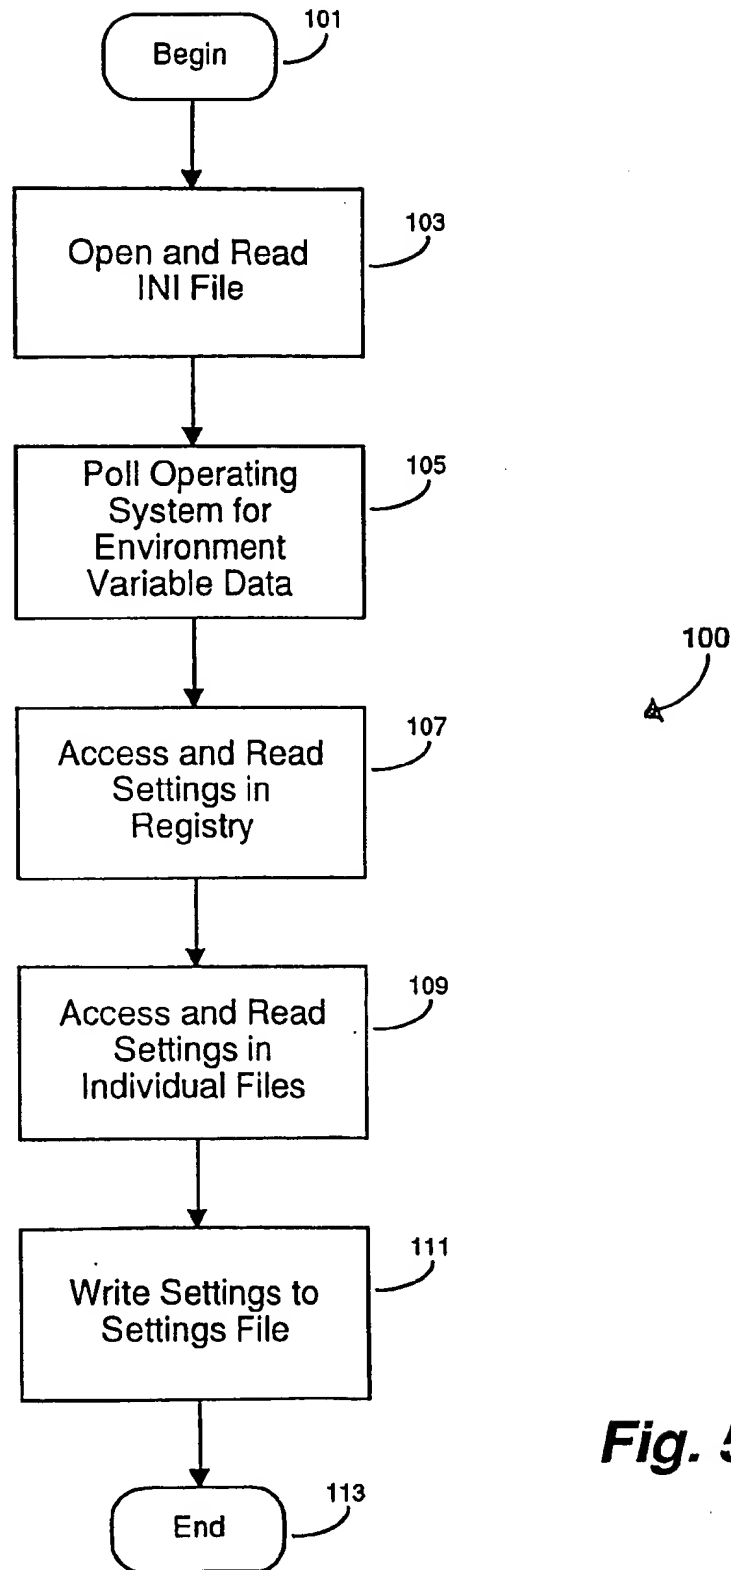 101
Begin
103
Open and Read
INI File
105
Poll Operating
System for
Environment
Variable Data
100
107
Access and Read
Settings in
Registry
109
Access and Read
Settings in
Individual Files
111
Write Settings to
Settings File
Fig. 5
113
End